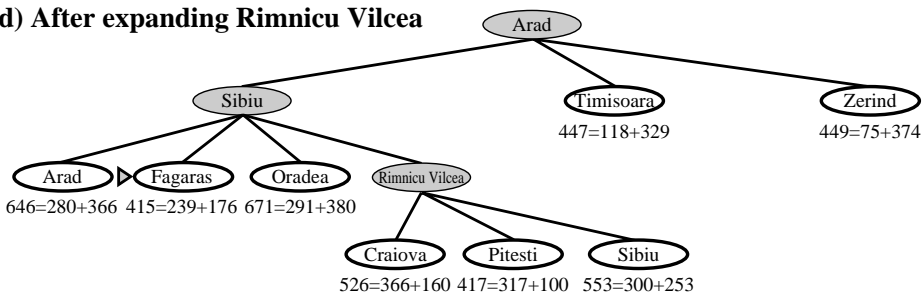 d) After expanding Rimnicu Vilcea
Arad
Sibiu
Timisoara
Zerind
447=118+329
449=75+374
Arad
Fagaras
Oradea
Rimnicu Vilcea
646=280+366
415=239+176
671=291+380
Craiova
Pitesti
Sibiu
526=366+160
417=317+100
553=300+253